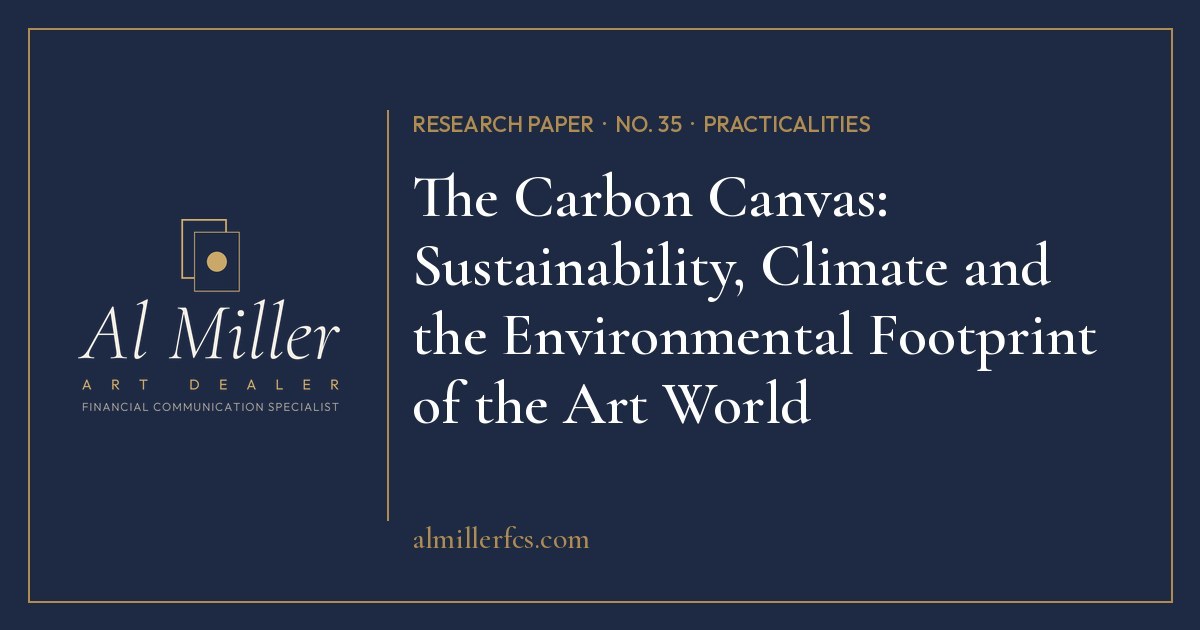 Al Miller
ART DEALER
FINANCIAL COMMUNICATION SPECIALIST
RESEARCH PAPER · NO. 35 · PRACTICALITIES
The Carbon Canvas:
Sustainability, Climate and
the Environmental Footprint
of the Art World
almillerfcs.com